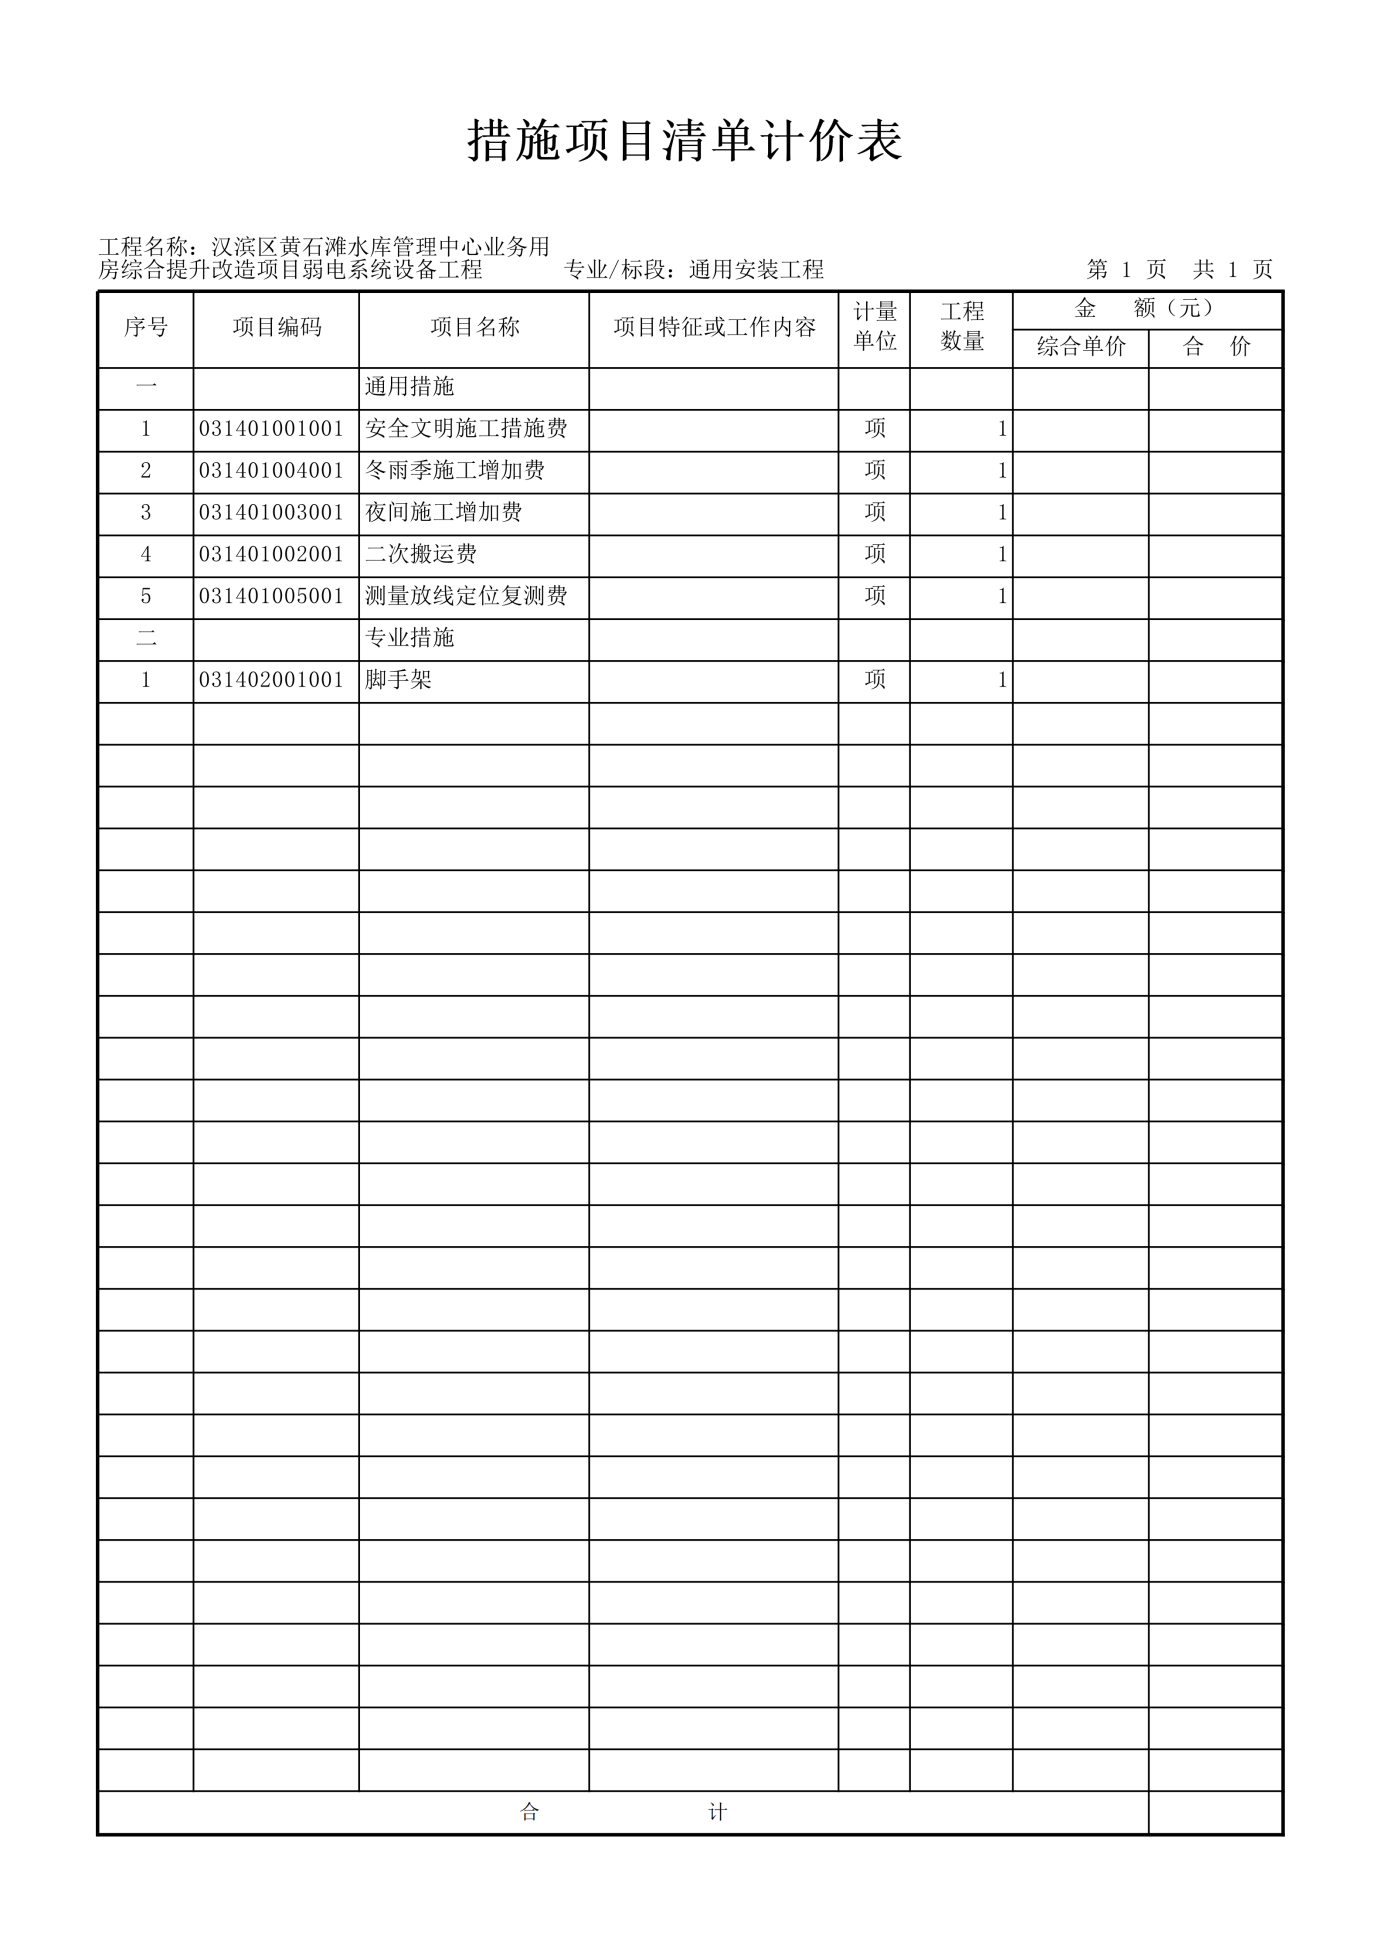 措施项目清单计价表
工程名称：汉滨区黄石滩水库管理中心业务用
房综合提升改造项目弱电系统设备工程 专业/标段：通用安装工程 第 1 页 共 1 页
序号 项目编码 项目名称 项目特征或工作内容 计量单位 工程数量 金 额（元）
综合单价 合 价
一 通用措施
1 031401001001 安全文明施工措施费 项 1
2 031401004001 冬雨季施工增加费 项 1
3 031401003001 夜间施工增加费 项 1
4 031401002001 二次搬运费 项 1
5 031401005001 测量放线定位复测费 项 1
二 专业措施
1 031402001001 脚手架 项 1
合 计